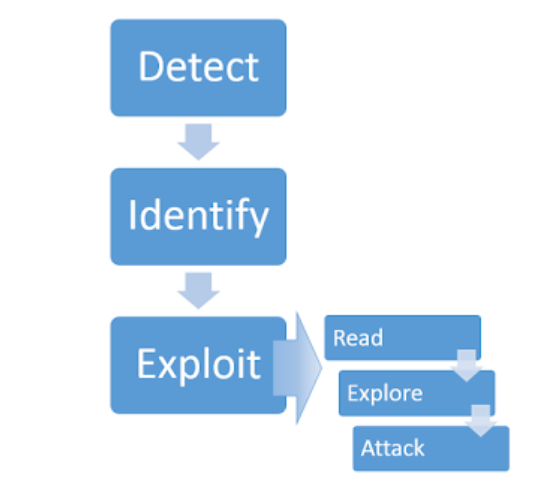 Detect
Identify
Exploit
Read
Explore
Attack